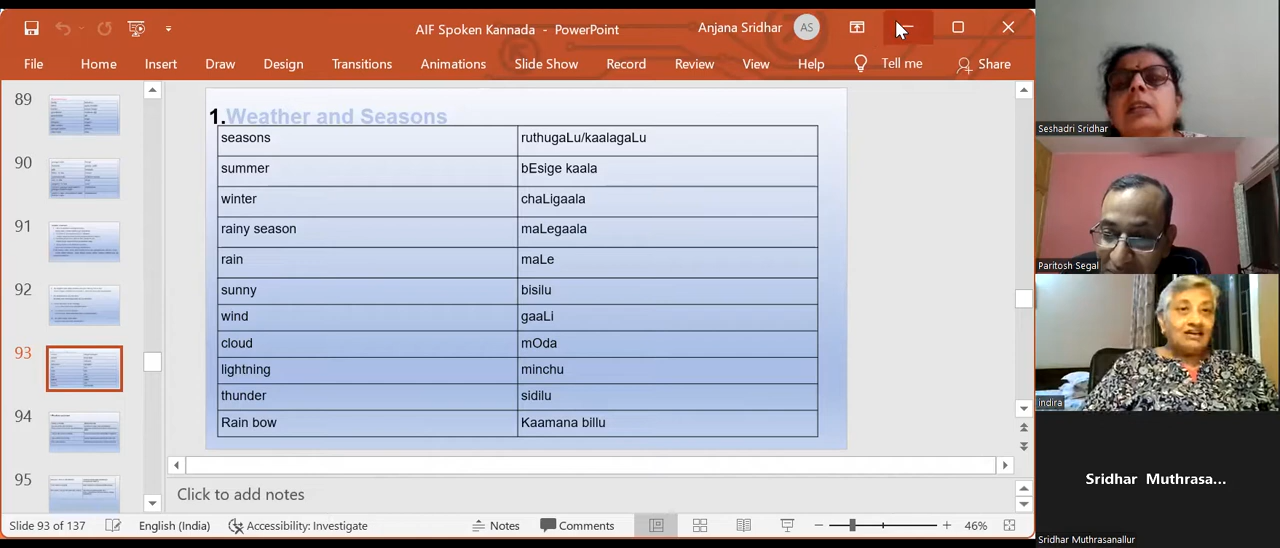 AIF Spoken Kannada - PowerPoint
Anjana Sridhar AS
File Home Insert Draw Design Transitions Animations Slide Show Record Review View Help Tell me Share
89
90
91
92
93
94
95
1.Weather and Seasons
seasons ruthugaLu/kaalagaLu
summer bEsige kaala
winter chaLigaala
rainy season maLegaala
rain maLe
sunny bisilu
wind gaaLi
cloud mOda
lightning minchu
thunder sidilu
Rain bow Kaamana billu
Click to add notes
Slide 93 of 137 English (India) Accessibility: Investigate Notes Comments 46%
Seshadri Sridhar
Paritosh Segal
indira
Sridhar Muthrasa...
Sridhar Muthrasanallur